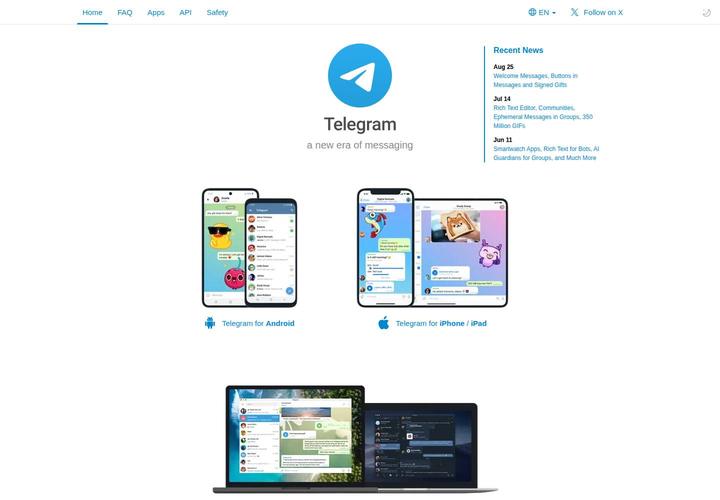 Home FAQ Apps API Safety EN Follow on X
Telegram
a new era of messaging
Recent News
Aug 25
Welcome Messages, Buttons in
Messages and Signed Gifts
Jul 14
Rich Text Editor, Communities,
Ephemeral Messages in Groups, 350
Million GIFs
Jun 11
Smartwatch Apps, Rich Text for Bots, AI
Guardians for Groups, and Much More
Telegram for Android
Telegram for iPhone / iPad